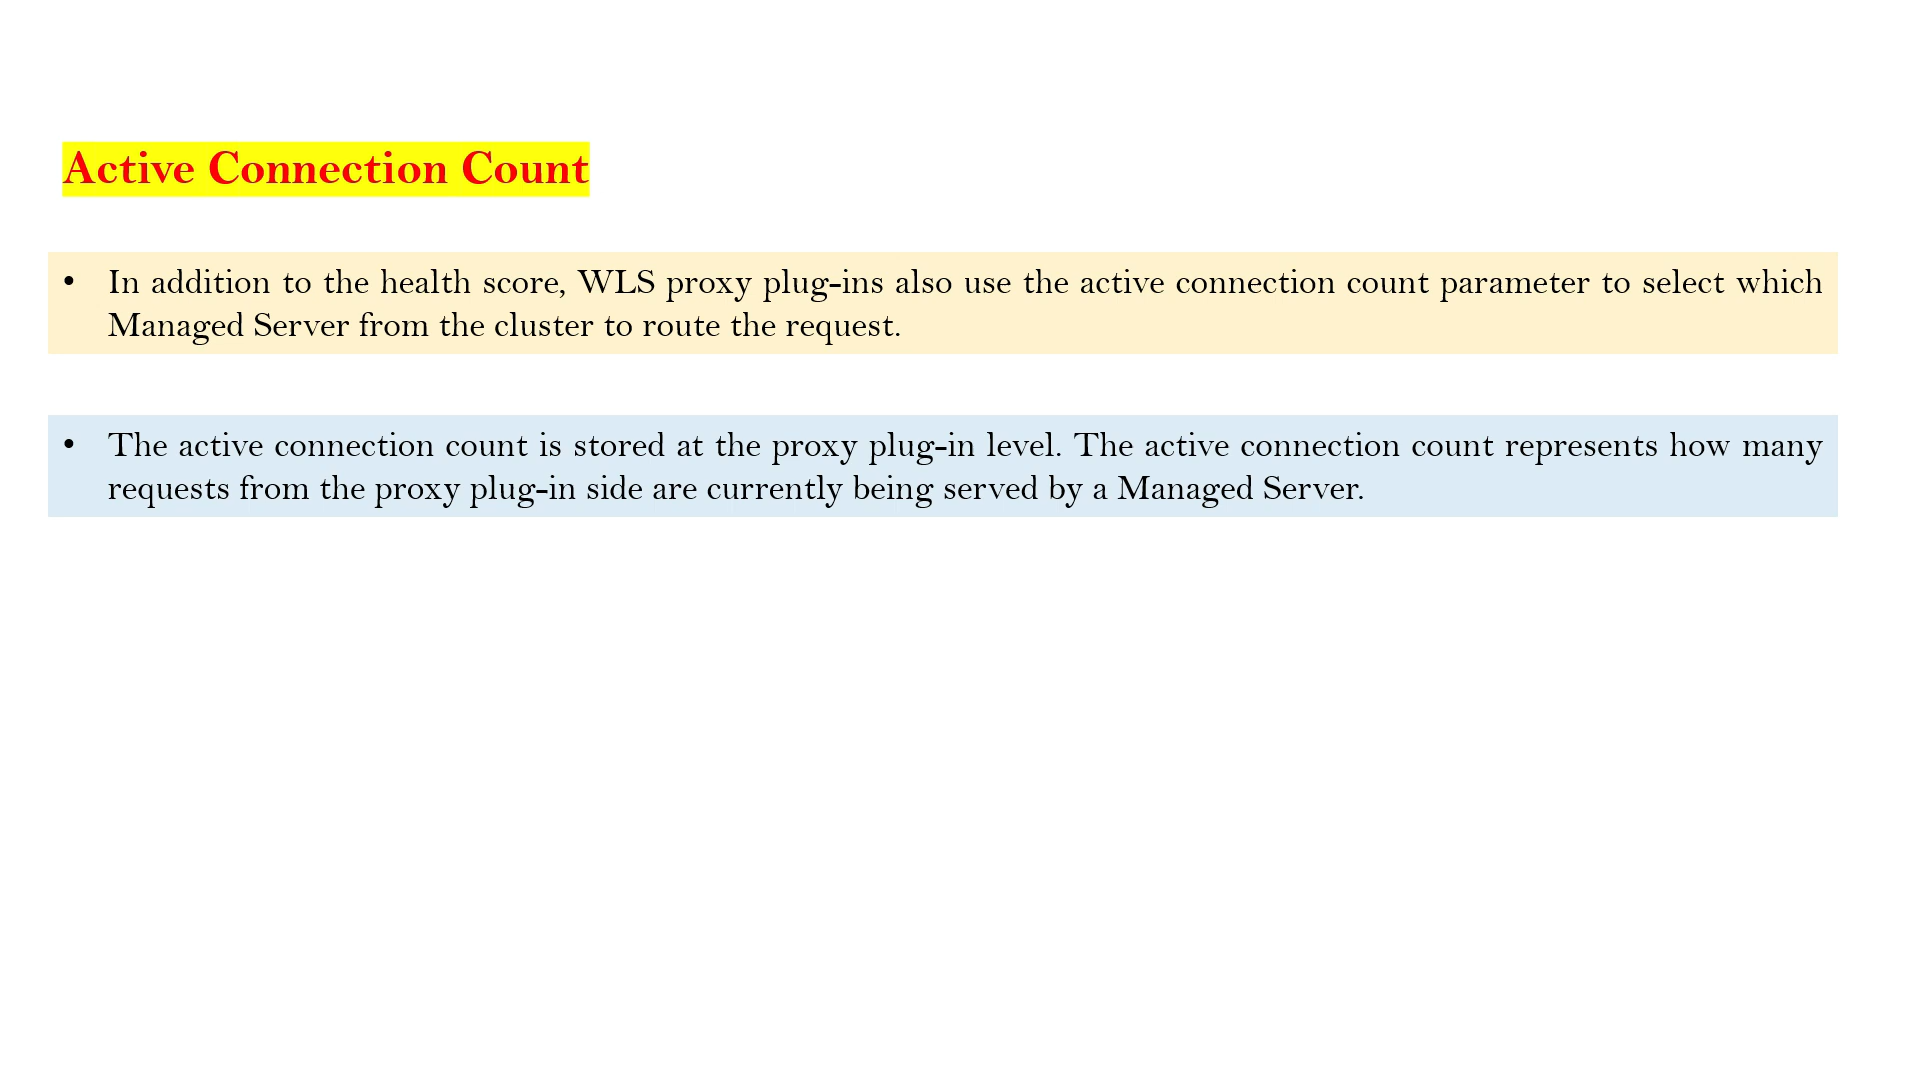 Active Connection Count
• In addition to the health score, WLS proxy plug-ins also use the active connection count parameter to select which
Managed Server from the cluster to route the request.
• The active connection count is stored at the proxy plug-in level. The active connection count represents how many
requests from the proxy plug-in side are currently being served by a Managed Server.